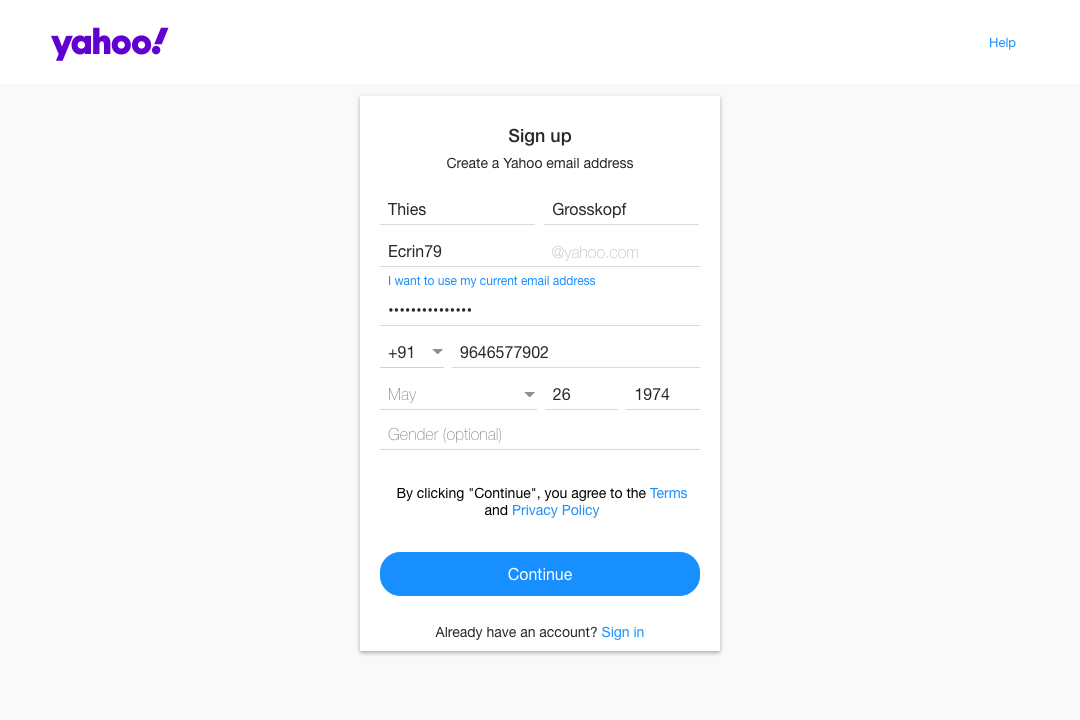 yahoo!
Help
Sign up
Create a Yahoo email address
Thies Grosskopf
Ecrin79 @yahoo.com
I want to use my current email address
•••••••••••••••
+91 9646577902
May 26 1974
Gender (optional)
By clicking "Continue", you agree to the Terms
and Privacy Policy
Continue
Already have an account? Sign in